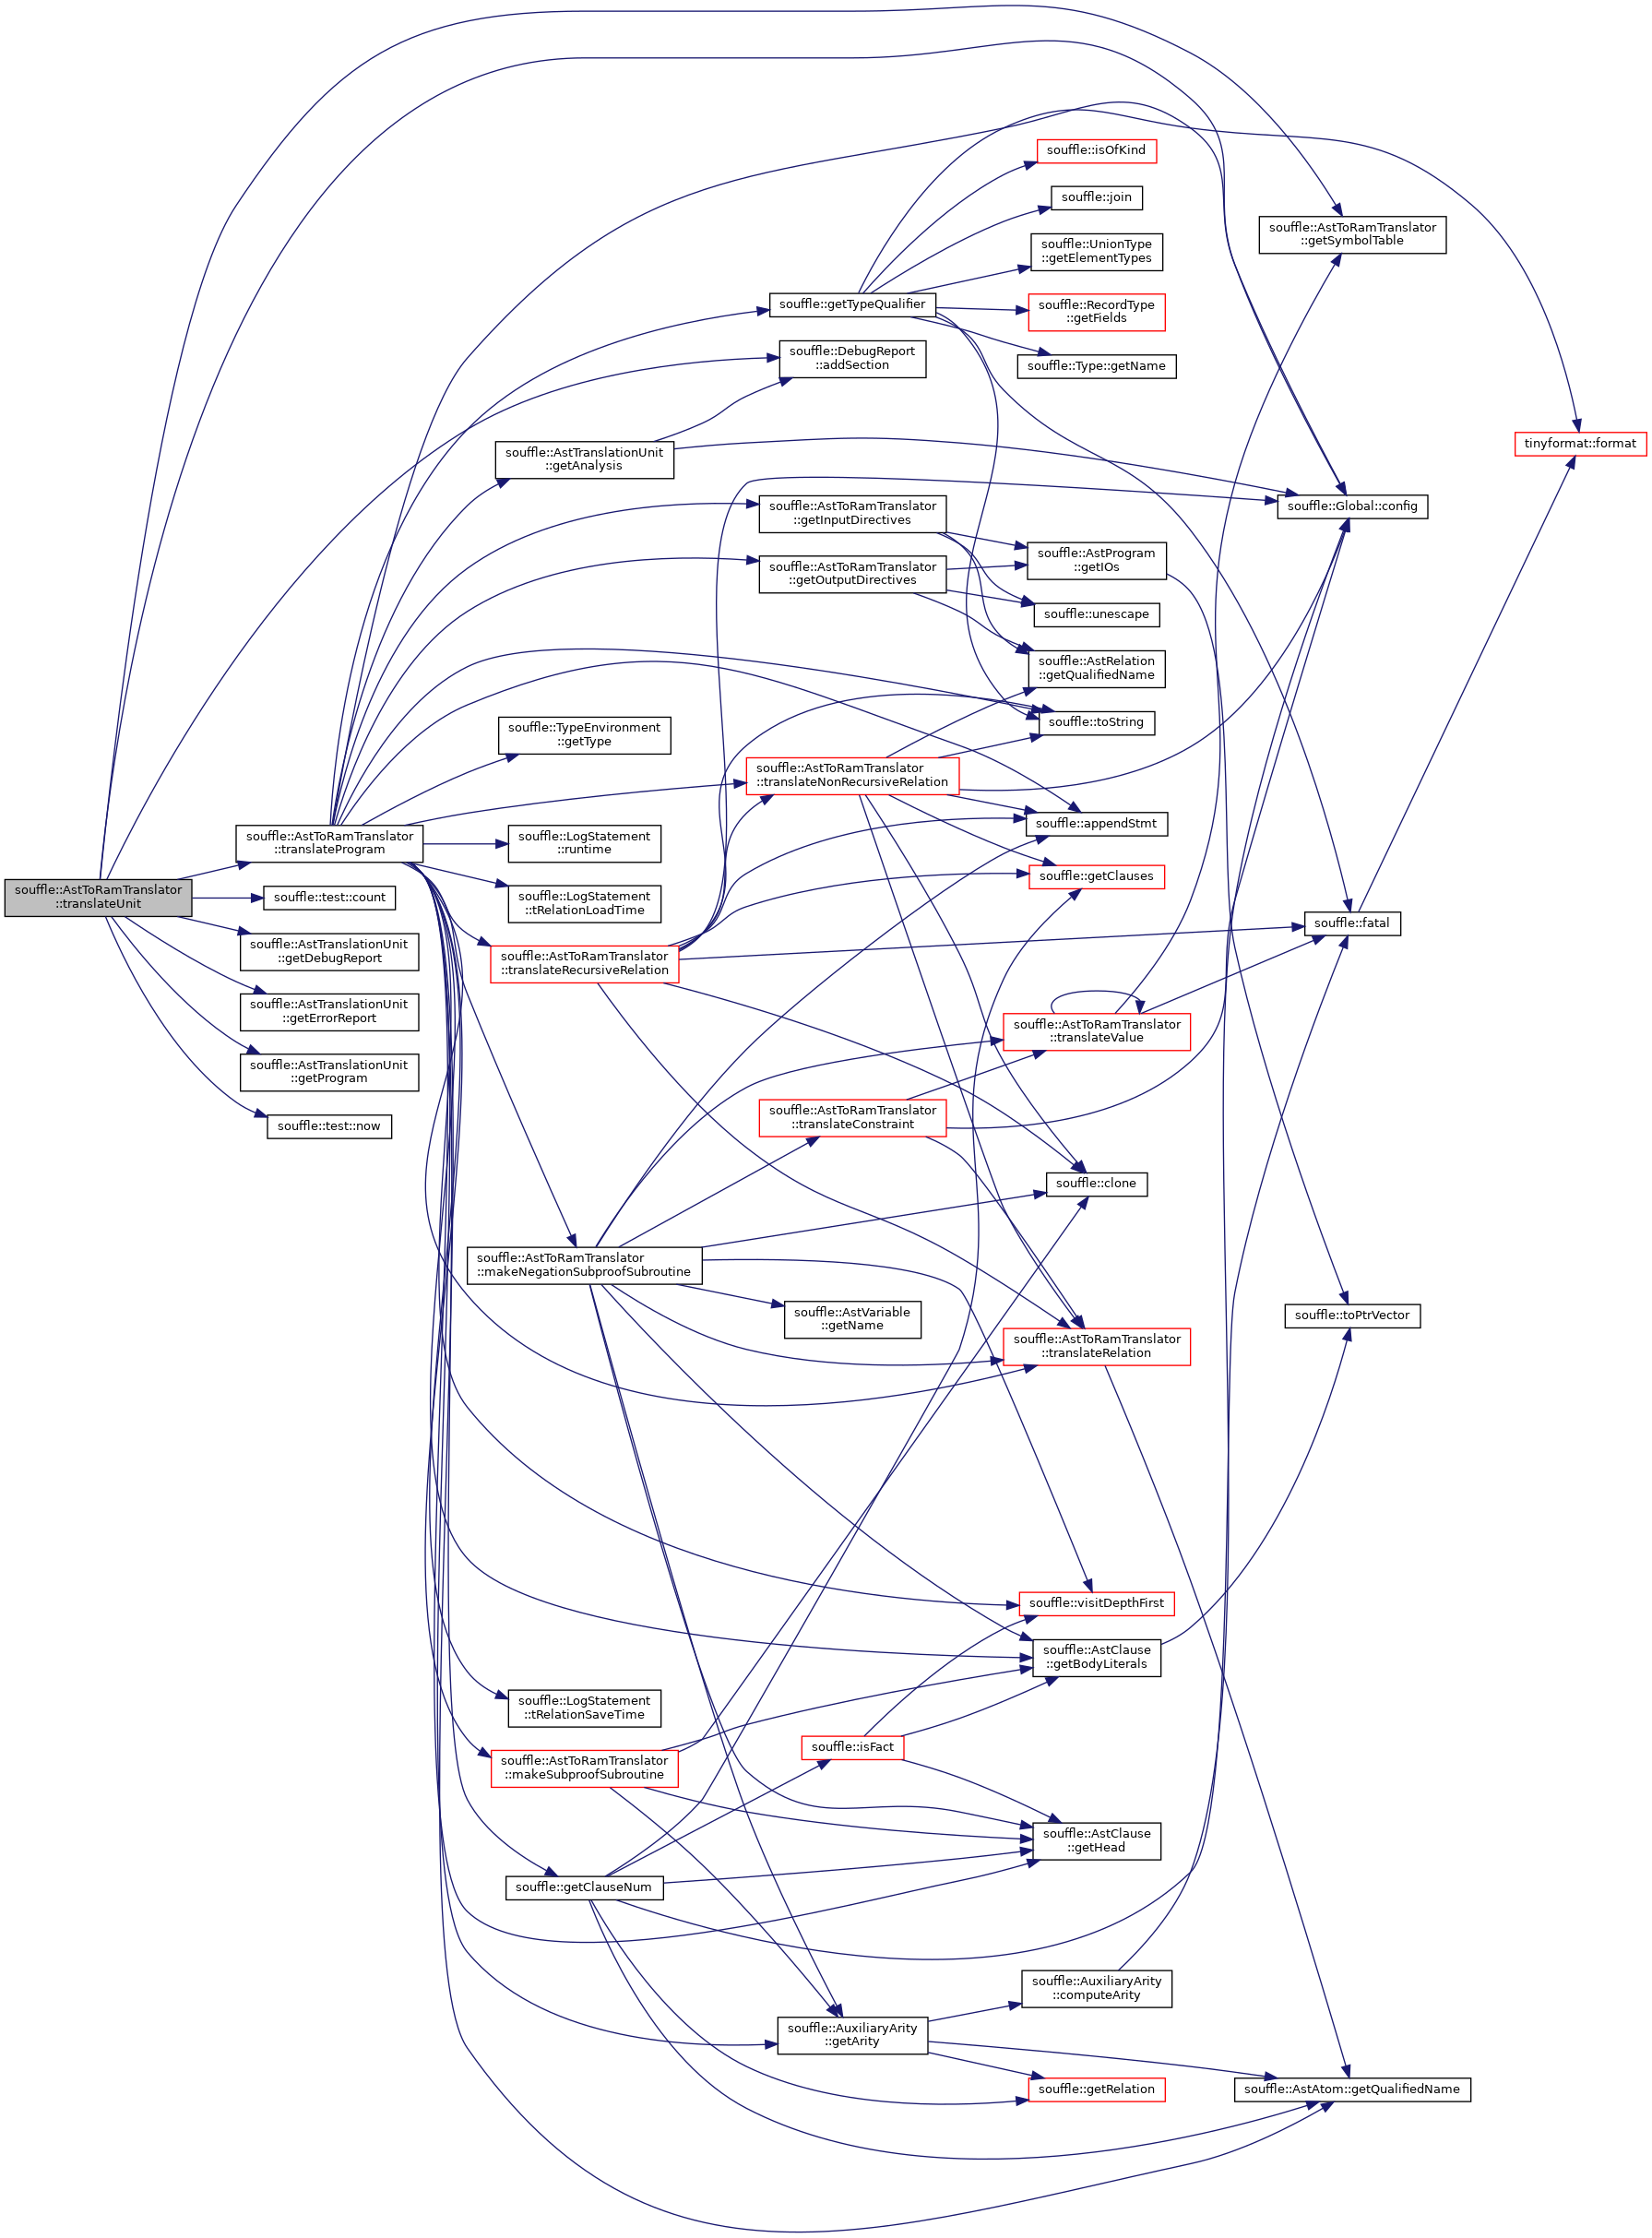 souffle::isOfKind
souffle::join
souffle::AstToRamTranslator
::getSymbolTable
souffle::UnionType
::getElementTypes
souffle::getTypeQualifier
souffle::RecordType
::getFields
souffle::DebugReport
::addSection
souffle::Type::getName
tinyformat::format
souffle::AstTranslationUnit
::getAnalysis
souffle::AstToRamTranslator
::getInputDirectives
souffle::Global::config
souffle::AstProgram
::getIOs
souffle::AstToRamTranslator
::getOutputDirectives
souffle::unescape
souffle::AstRelation
::getQualifiedName
souffle::TypeEnvironment
::getType
souffle::toString
souffle::AstToRamTranslator
::translateNonRecursiveRelation
souffle::AstToRamTranslator
::translateProgram
souffle::LogStatement
::runtime
souffle::appendStmt
souffle::AstToRamTranslator
::translateUnit
souffle::test::count
souffle::LogStatement
::tRelationLoadTime
souffle::getClauses
souffle::fatal
souffle::AstTranslationUnit
::getDebugReport
souffle::AstToRamTranslator
::translateRecursiveRelation
souffle::AstTranslationUnit
::getErrorReport
souffle::AstToRamTranslator
::translateValue
souffle::AstTranslationUnit
::getProgram
souffle::test::now
souffle::AstToRamTranslator
::translateConstraint
souffle::clone
souffle::AstToRamTranslator
::makeNegationSubproofSubroutine
souffle::AstVariable
::getName
souffle::toPtrVector
souffle::AstToRamTranslator
::translateRelation
souffle::visitDepthFirst
souffle::AstClause
::getBodyLiterals
souffle::LogStatement
::tRelationSaveTime
souffle::isFact
souffle::AstToRamTranslator
::makeSubproofSubroutine
souffle::AstClause
::getHead
souffle::getClauseNum
souffle::AuxiliaryArity
::computeArity
souffle::AuxiliaryArity
::getArity
souffle::getRelation
souffle::AstAtom::getQualifiedName